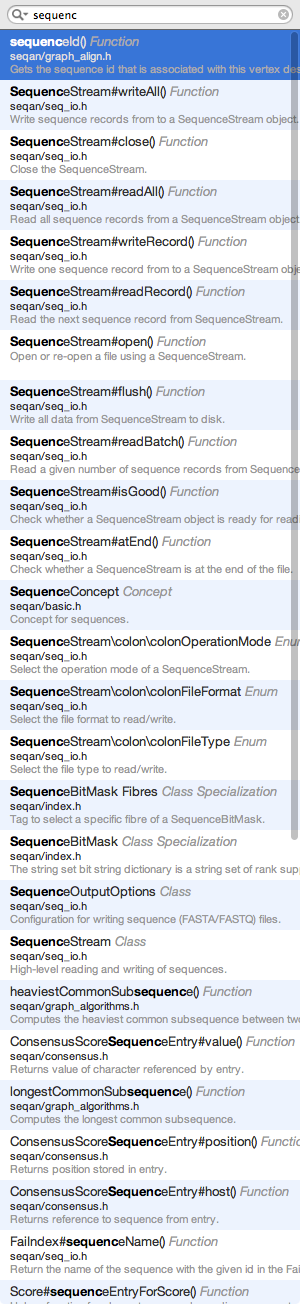 sequenc
sequenceId() Function
seqan/graph_align.h
Gets the sequence id that is associated with this vertex des
SequenceStream#writeAll() Function
seqan/seq_io.h
Write sequence records from to a SequenceStream object.
SequenceStream#close() Function
seqan/seq_io.h
Close the SequenceStream.
SequenceStream#readAll() Function
seqan/seq_io.h
Read all sequence records from a SequenceStream object
SequenceStream#writeRecord() Function
seqan/seq_io.h
Write one sequence record from to a SequenceStream obje
SequenceStream#readRecord() Function
seqan/seq_io.h
Read the next sequence record from SequenceStream.
SequenceStream#open() Function
Open or re-open a file using a SequenceStream.
SequenceStream#flush() Function
seqan/seq_io.h
Write all data from SequenceStream to disk.
SequenceStream#readBatch() Function
seqan/seq_io.h
Read a given number of sequence records from Sequence
SequenceStream#isGood() Function
seqan/seq_io.h
Check whether a SequenceStream object is ready for read
SequenceStream#atEnd() Function
seqan/seq_io.h
Check whether a SequenceStream is at the end of the file.
SequenceConcept Concept
seqan/basic.h
Concept for sequences.
SequenceStream\colon\colonOperationMode Enum
seqan/seq_io.h
Select the operation mode of a SequenceStream.
SequenceStream\colon\colonFileFormat Enum
seqan/seq_io.h
Select the file format to read/write.
SequenceStream\colon\colonFileType Enum
seqan/seq_io.h
Select the file type to read/write.
SequenceBitMask Fibres Class Specialization
seqan/index.h
Tag to select a specific fibre of a SequenceBitMask.
SequenceBitMask Class Specialization
seqan/index.h
The string set bit string dictionary is a string set of rank supp
SequenceOutputOptions Class
seqan/seq_io.h
Configuration for writing sequence (FASTA/FASTQ) files.
SequenceStream Class
seqan/seq_io.h
High-level reading and writing of sequences.
heaviestCommonSubsequence() Function
seqan/graph_algorithms.h
Computes the heaviest common subsequence between two
ConsensusScoreSequenceEntry#value() Function
seqan/consensus.h
Returns value of character referenced by entry.
longestCommonSubsequence() Function
seqan/graph_algorithms.h
Computes the longest common subsequence.
ConsensusScoreSequenceEntry#position() Functio
seqan/consensus.h
Returns position stored in entry.
ConsensusScoreSequenceEntry#host() Function
seqan/consensus.h
Returns reference to sequence from entry.
FaiIndex#sequenceName() Function
seqan/seq_io.h
Return the name of the sequence with the given id in the Fai
Score#sequenceEntryForScore() Function